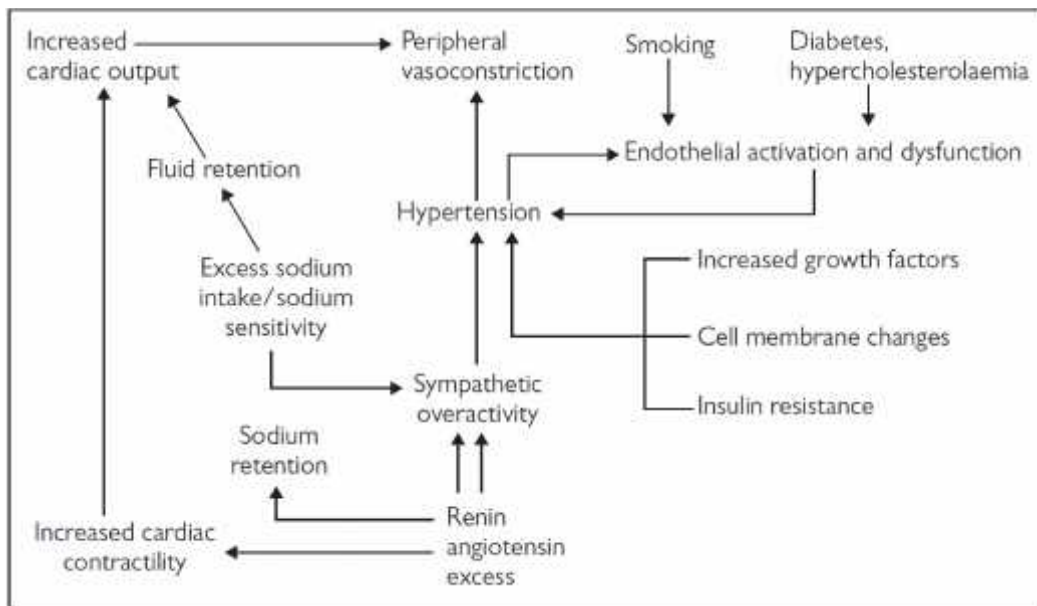 Increased
cardiac output
Peripheral
vasoconstriction
Smoking
Diabetes,
hypercholesterolaemia
Fluid retention
Endothelial activation and dysfunction
Hypertension
Excess sodium
intake/sodium
sensitivity
Increased growth factors
Cell membrane changes
Sympathetic
overactivity
Insulin resistance
Sodium
retention
Increased cardiac
contractility
Renin
angiotensin
excess